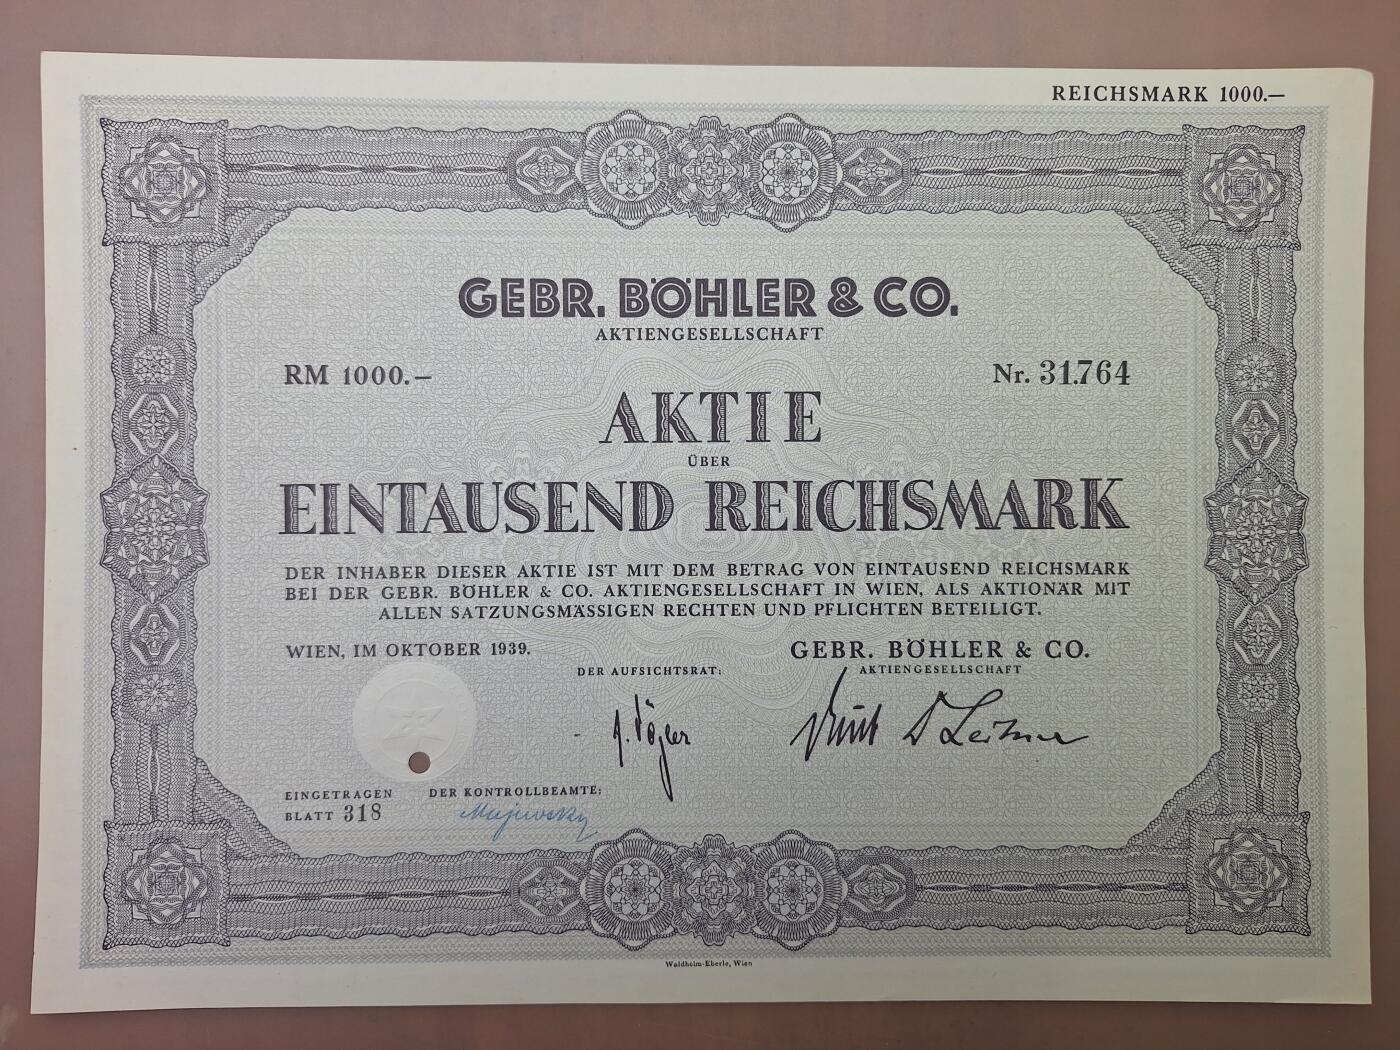 REICHSMARK 1000.—
GEBR. BÖHLER & CO.
AKTIENGESELLSCHAFT
RM 1000.— Nr. 31.764
AKTIE
ÜBER
EINTAUSEND REICHSMARK
DER INHABER DIESER AKTIE IST MIT DEM BETRAG VON EINTAUSEND REICHSMARK
BEI DER GEBR. BÖHLER & CO. AKTIENGESELLSCHAFT IN WIEN, ALS AKTIONÄR MIT
ALLEN SATZUNGSMÄSSIGEN RECHTEN UND PFLICHTEN BETEILIGT.
WIEN, IM OKTOBER 1939.
GEBR. BÖHLER & CO.
DER AUFSICHTSRAT:
AKTIENGESELLSCHAFT
A. Vögler
Leitner
EINGETRAGEN
BLATT 318
DER KONTROLLBEAMTE:
Majewsky
Waldheim-Eberle, Wien